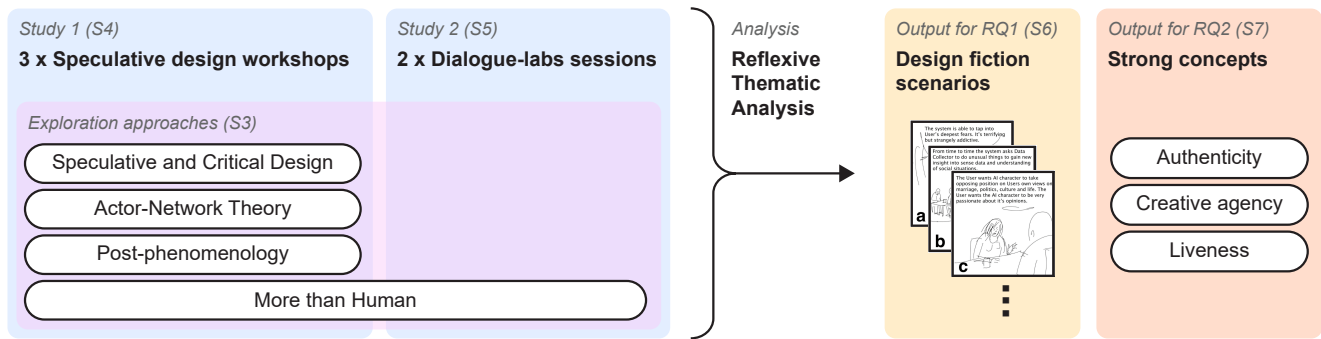 Study 1 (S4)
3 x Speculative design workshops
Exploration approaches (S3)
Speculative and Critical Design
Actor-Network Theory
Post-phenomenology
More than Human
Study 2 (S5)
2 x Dialogue-labs sessions
Analysis
Reflexive
Thematic
Analysis
Output for RQ1 (S6)
Design fiction
scenarios
The system is able to tap into
User's deepest fears. It's terrifying
but strangely addictive.
a
From time to time the system asks Data
Collector to do unusual things to gain new
insight into sense data and understanding
of social situations.
b
The User wants AI character to take
opposing position on Users own views on
marriage, politics, culture and life. The
User wants the AI character to be very
passionate about it's opinions.
c
Output for RQ2 (S7)
Strong concepts
Authenticity
Creative agency
Liveness